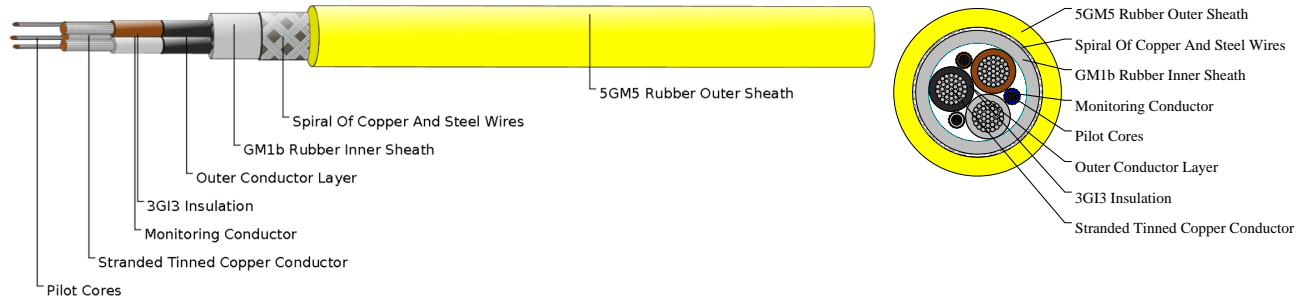 5GM5 Rubber Outer Sheath
Spiral Of Copper And Steel Wires
GM1b Rubber Inner Sheath
Outer Conductor Layer
3GI3 Insulation
Monitoring Conductor
Stranded Tinned Copper Conductor
Pilot Cores
5GM5 Rubber Outer Sheath
Spiral Of Copper And Steel Wires
GM1b Rubber Inner Sheath
Monitoring Conductor
Pilot Cores
Outer Conductor Layer
3GI3 Insulation
Stranded Tinned Copper Conductor